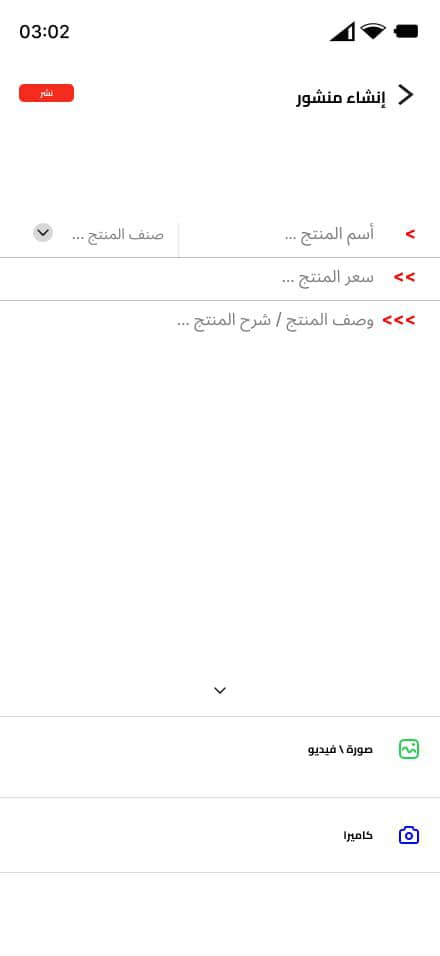 03:02
إنشاء منشور
نشر
< أسم المنتج ...
صنف المنتج ...
<< سعر المنتج ...
<<< وصف المنتج / شرح المنتج ...
صورة \ فيديو
كاميرا